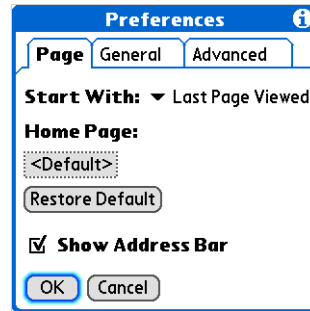 Preferences
Page General Advanced
Start With: Last Page Viewed
Home Page:
<Default>
Restore Default
Show Address Bar
OK Cancel